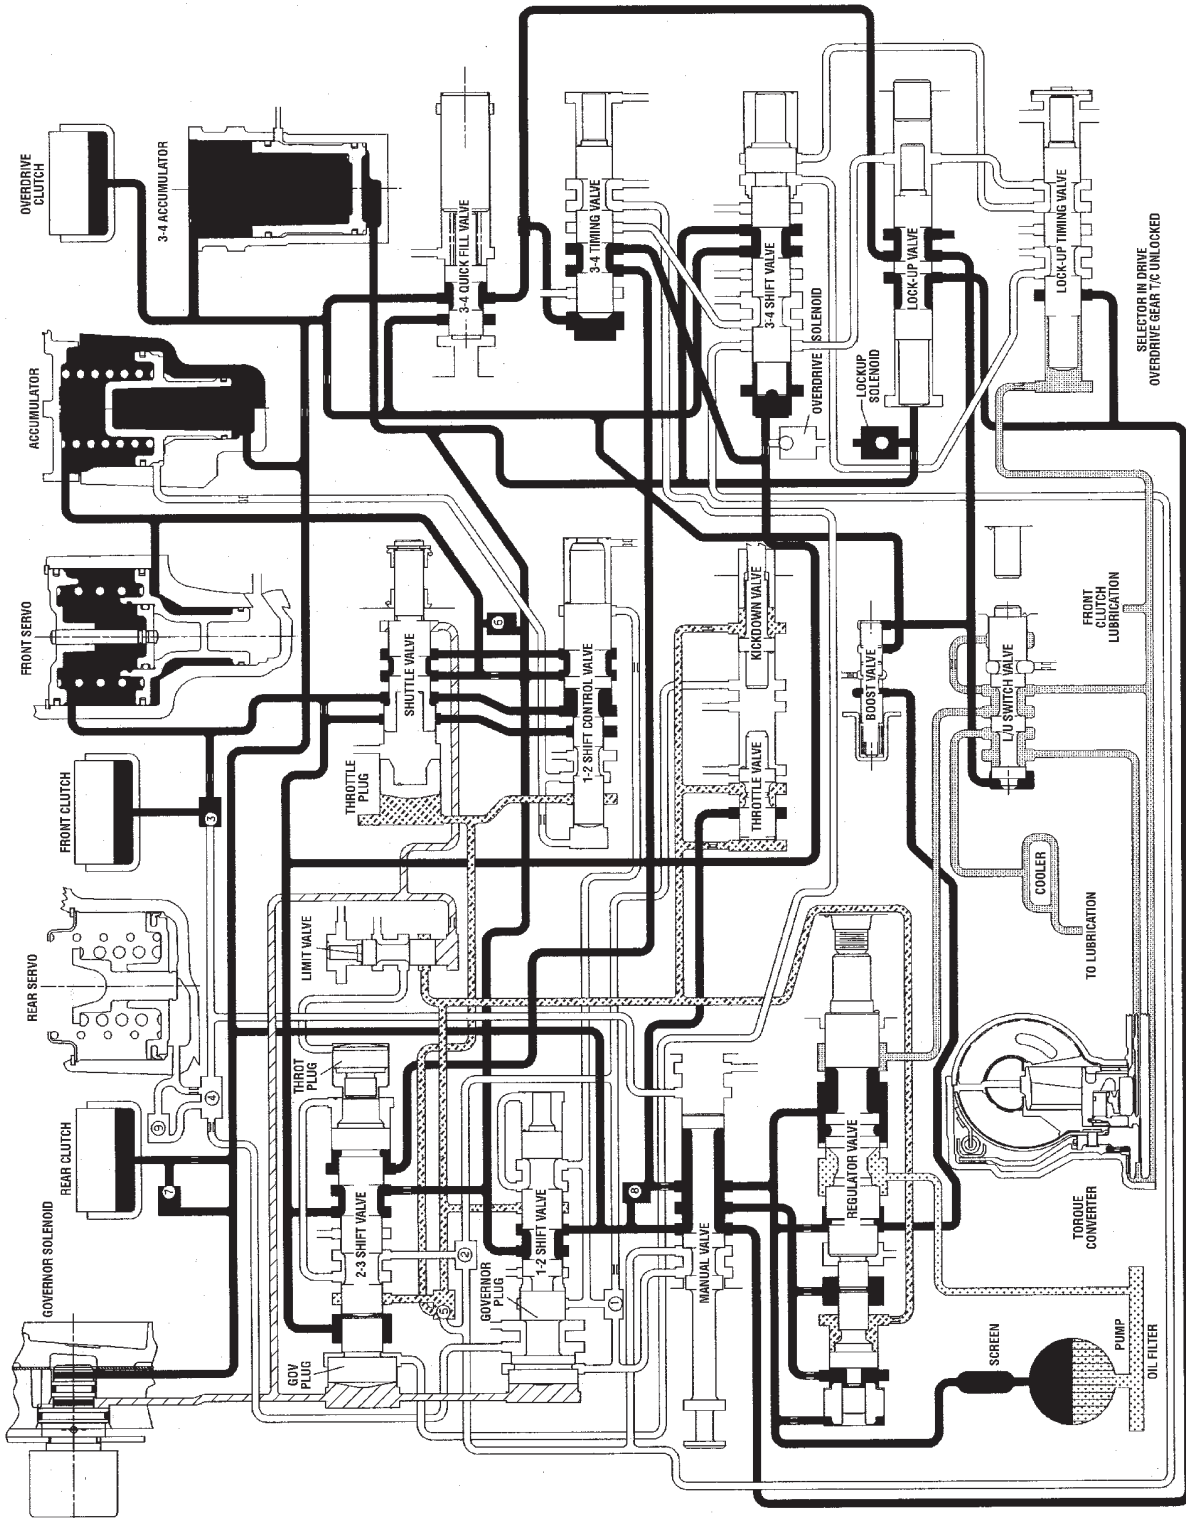 GOVERNOR SOLENOID
REAR CLUTCH
REAR SERVO
FRONT CLUTCH
FRONT SERVO
ACCUMULATOR
OVERDRIVE
CLUTCH
3-4 ACCUMULATOR
9
7
4
3
GOV
PLUG
2-3 SHIFT VALVE
THROT
PLUG
LIMIT VALVE
THROTTLE
PLUG
SHUTTLE VALVE
3-4 QUICK FILL VALVE
5
2
6
GOVERNOR
PLUG
1-2 SHIFT VALVE
1-2 SHIFT CONTROL VALVE
3-4 TIMING VALVE
1
8
MANUAL VALVE
THROTTLE VALVE
KICKDOWN VALVE
3-4 SHIFT VALVE
OVERDRIVE SOLENOID
REGULATOR VALVE
BOOST VALVE
LOCKUP
SOLENOID
LOCK-UP VALVE
SCREEN
COOLER
L/U SWITCH VALVE
LOCK-UP TIMING VALVE
TORQUE
CONVERTER
TO LUBRICATION
FRONT
CLUTCH
LUBRICATION
PUMP
OIL FILTER
SELECTOR IN DRIVE
OVERDRIVE GEAR T/C UNLOCKED